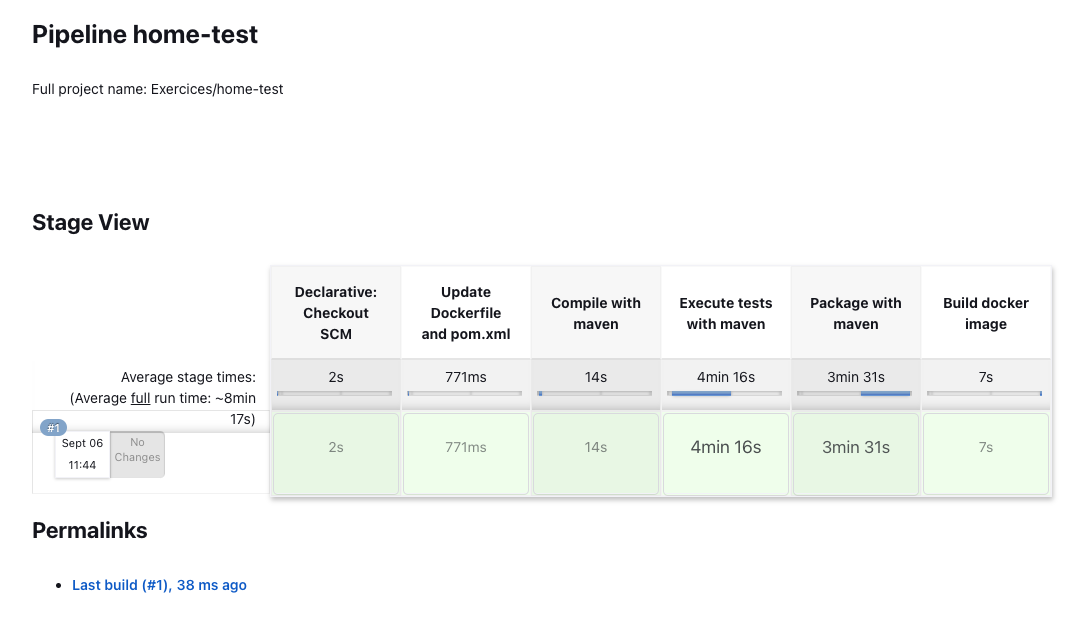 Pipeline home-test
Full project name: Exercices/home-test
Stage View
Declarative:
Checkout
SCM
Update
Dockerfile
and pom.xml
Compile with
maven
Execute tests
with maven
Package with
maven
Build docker
image
Average stage times:
(Average full run time: ~8min
17s)
2s
771ms
14s
4min 16s
3min 31s
7s
#1
Sept 06
11:44
No
Changes
2s
771ms
14s
4min 16s
3min 31s
7s
Permalinks
Last build (#1), 38 ms ago